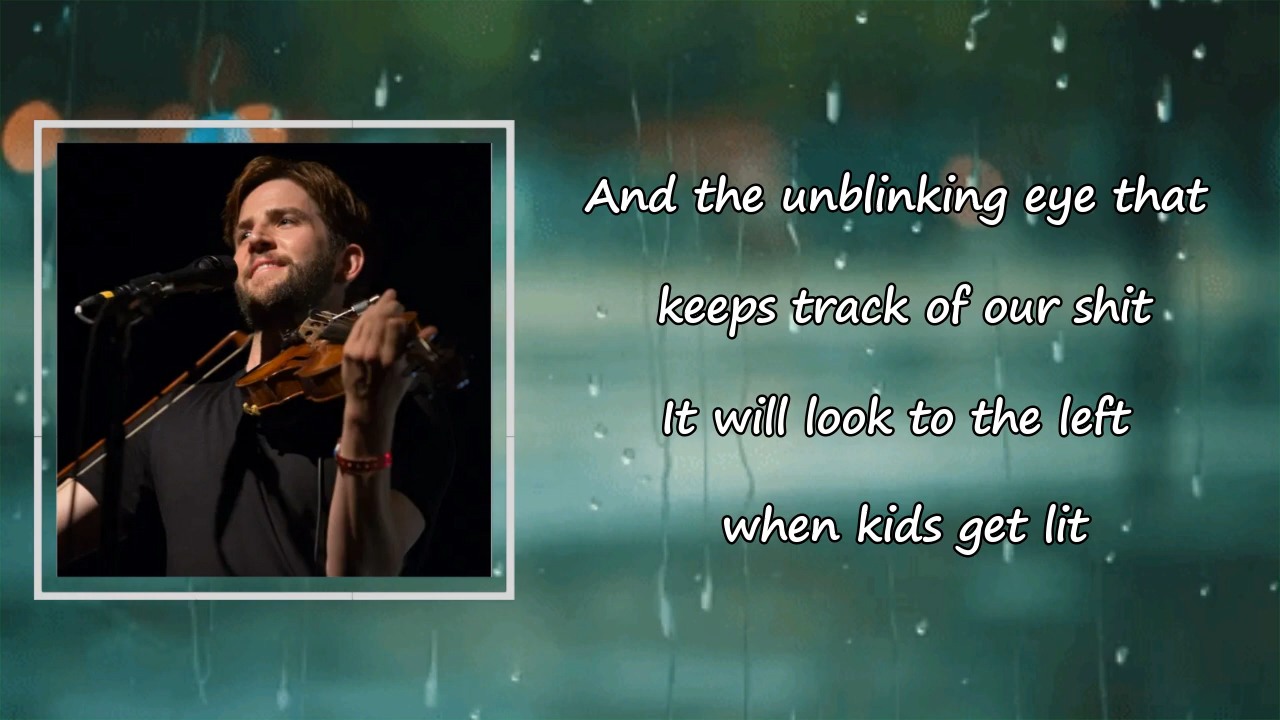 And the unblinking eye that
keeps track of our shit
It will look to the left
when kids get lit